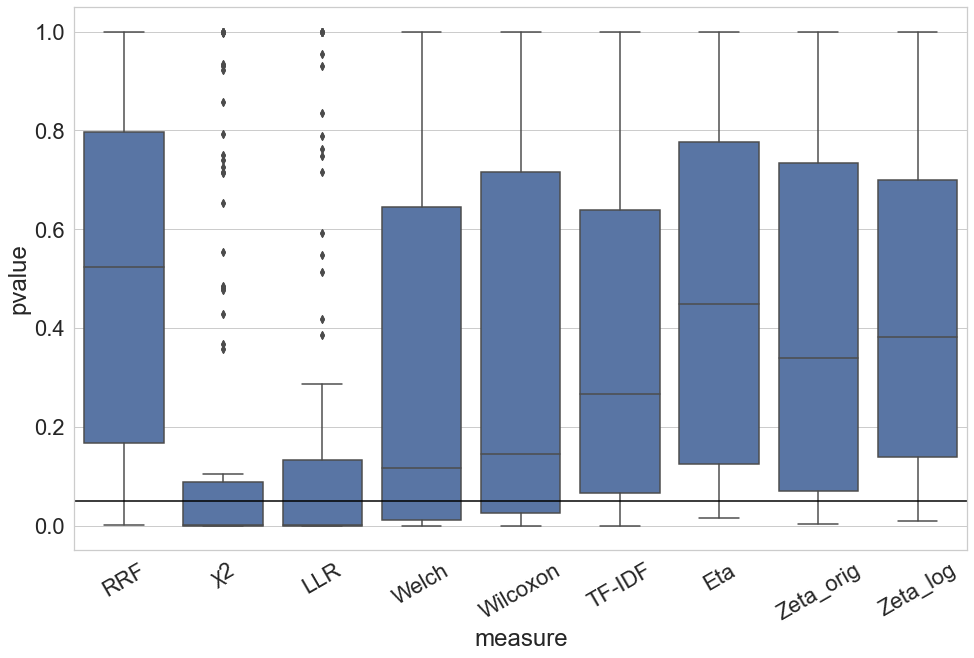 1.0
0.8
0.6
0.4
0.2
0.0
pvalue
RRF
χ2
LLR
Welch
Wilcoxon
TF-IDF
Eta
Zeta_orig
Zeta_log
measure